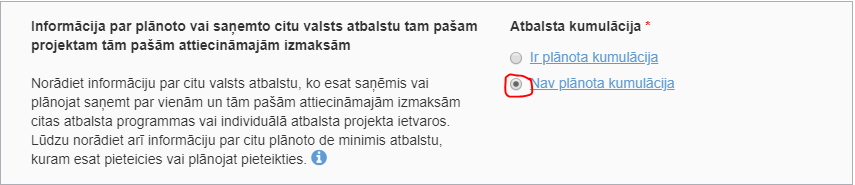 Informācija par plānoto vai saņemto citu valsts atbalstu tam pašam
projektam tām pašām attiecināmajām izmaksām
Norādiet informāciju par citu valsts atbalstu, ko esat saņēmis vai
plānojat saņemt par vienām un tām pašām attiecināmajām izmaksām
citas atbalsta programmas vai individuālā atbalsta projekta ietvaros.
Lūdzu norādiet arī informāciju par citu plānoto de minimis atbalstu,
kuram esat pieteicies vai plānojat pieteikties.
Atbalsta kumulācija *
Ir plānota kumulācija
Nav plānota kumulācija